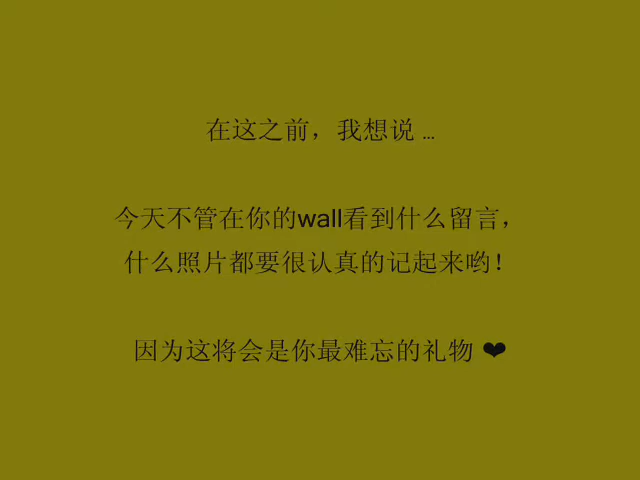 在这之前，我想说 ...
今天不管在你的wall看到什么留言，
什么照片都要很认真的记起来哟！
因为这将会是你最难忘的礼物 ❤